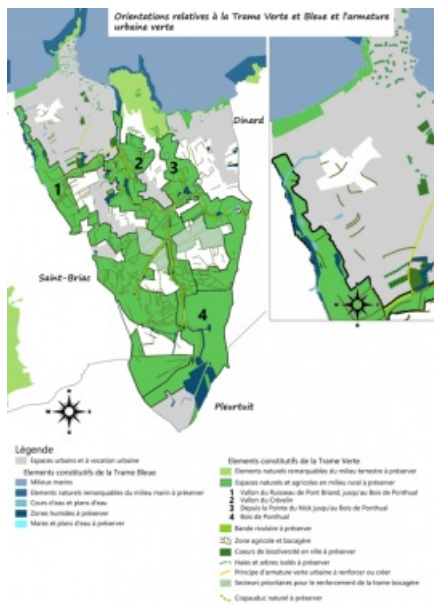 Orientations relatives à la Trame Verte et Bleue et l'armature
urbaine verte
Dinard
1
2
3
Saint-Briac
4
Pleurtuit
Légende
Espaces urbains et à vocation urbaine
Elements constitutifs de la Trame Bleue
Milieux marins
Elements naturels remarquables du milieu marin à préserver
Cours d'eau et plans d'eau
Zones humides à préserver
Mares et plans d'eau à préserver
Elements constitutifs de la Trame Verte
Elements naturels remarquables du milieu terrestre à préserver
Espaces naturels et agricoles en milieu rural à préserver
1 Vallon du Ruisseau de Pont Brand, jusqu'au Bois de Ponthual
2 Vallon du Crévelin
3 Depuis la Pointe du Nick jusqu'au Bois de Ponthual
4 Bois de Ponthual
Bande rivulaire à préserver
Zone agricole et bocagère
Coeurs de biodiversité en ville à préserver
Haies et arbres isolés à préserver
Principe d'armature verte urbaine à renforcer ou créer
Secteurs prioritaires pour le renforcement de la trame bocagère
Crapauduc naturel à préserver